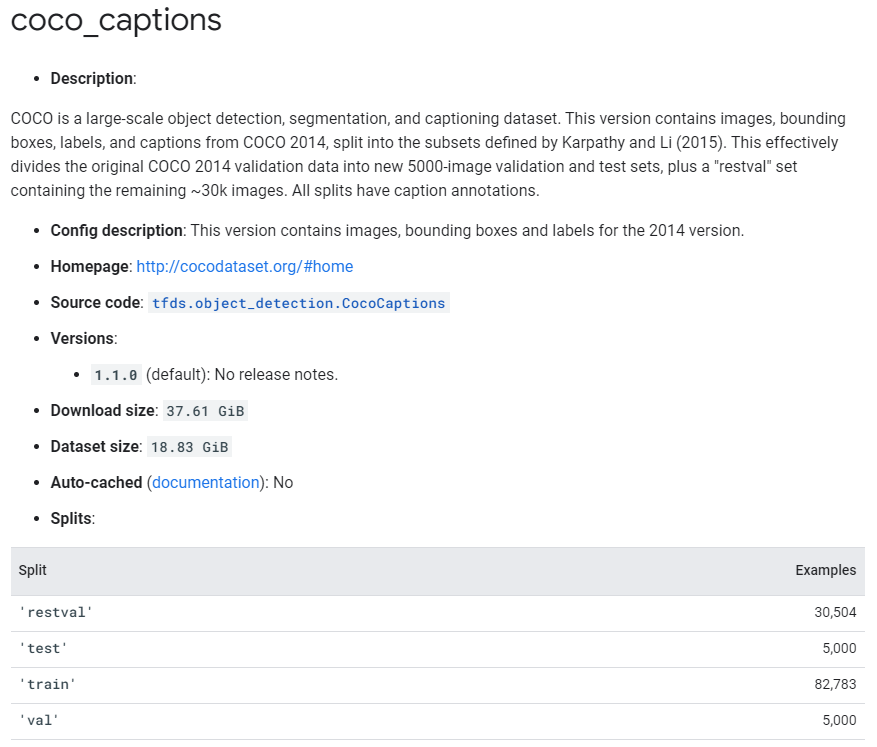 coco_captions
• Description:
COCO is a large-scale object detection, segmentation, and captioning dataset. This version contains images, bounding
boxes, labels, and captions from COCO 2014, split into the subsets defined by Karpathy and Li (2015). This effectively
divides the original COCO 2014 validation data into new 5000-image validation and test sets, plus a "restval" set
containing the remaining ~30k images. All splits have caption annotations.
• Config description: This version contains images, bounding boxes and labels for the 2014 version.
• Homepage: http://cocodataset.org/#home
• Source code: tfds.object_detection.CocoCaptions
• Versions:
• 1.1.0 (default): No release notes.
• Download size: 37.61 GiB
• Dataset size: 18.83 GiB
• Auto-cached (documentation): No
• Splits:
Split Examples
'restval' 30,504
'test' 5,000
'train' 82,783
'val' 5,000